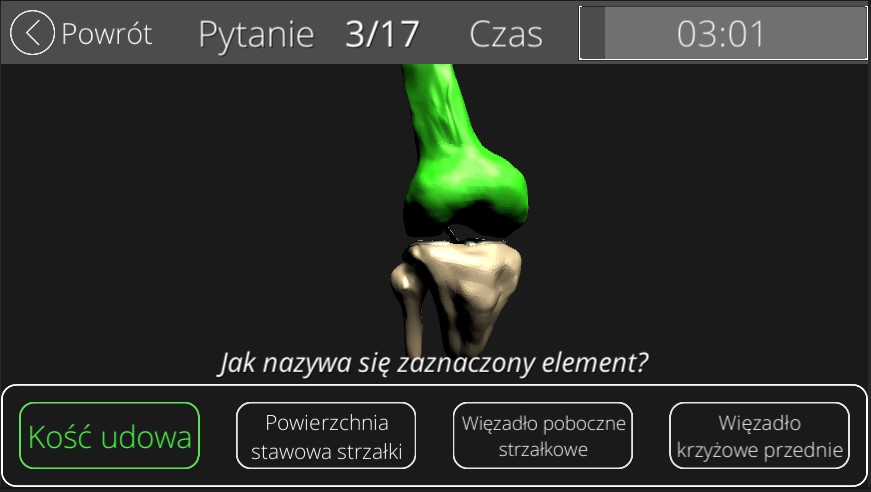 Powrót Pytanie 3/17 Czas 03:01
Jak nazywa się zaznaczony element?
Kość udowa
Powierzchnia
stawowa strzałki
Więzadło poboczne
strzałkowe
Więzadło
krzyżowe przednie